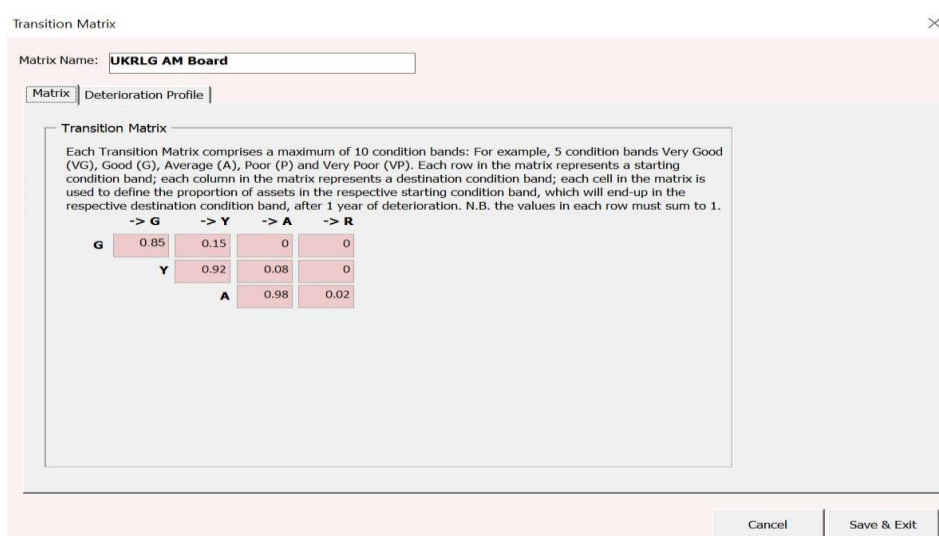 Transition Matrix
Matrix Name: UKRLG AM Board
Matrix Deterioration Profile
Transition Matrix
Each Transition Matrix comprises a maximum of 10 condition bands: For example, 5 condition bands Very Good
(VG), Good (G), Average (A), Poor (P) and Very Poor (VP). Each row in the matrix represents a starting
condition band; each column in the matrix represents a destination condition band; each cell in the matrix is
used to define the proportion of assets in the respective starting condition band, which will end-up in the
respective destination condition band, after 1 year of deterioration. N.B. the values in each row must sum to 1.
-> G -> Y -> A -> R
G 0.85 0.15 0 0
Y 0.92 0.08 0
A 0.98 0.02
Cancel Save & Exit